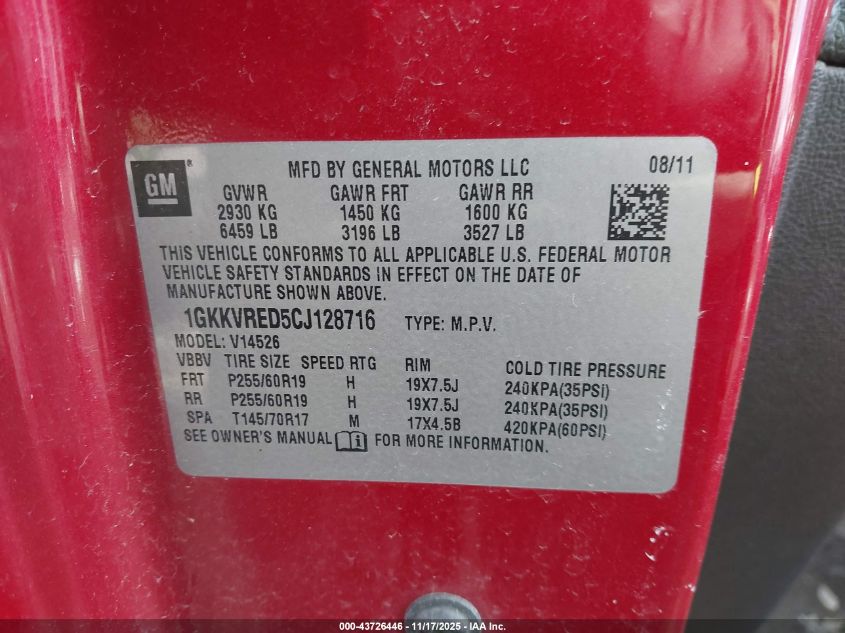 GM ®
MFD BY GENERAL MOTORS LLC 08/11
GVWR GAWR FRT GAWR RR
2930 KG 1450 KG 1600 KG
6459 LB 3196 LB 3527 LB
THIS VEHICLE CONFORMS TO ALL APPLICABLE U.S. FEDERAL MOTOR
VEHICLE SAFETY STANDARDS IN EFFECT ON THE DATE OF
MANUFACTURE SHOWN ABOVE.
1GKKVRED5CJ128716 TYPE: M.P.V.
MODEL: V14526
VBBV TIRE SIZE SPEED RTG RIM COLD TIRE PRESSURE
FRT P255/60R19 H 19X7.5J 240KPA(35PSI)
RR P255/60R19 H 19X7.5J 240KPA(35PSI)
SPA T145/70R17 M 17X4.5B 420KPA(60PSI)
SEE OWNER'S MANUAL i FOR MORE INFORMATION.
000-43726446 - 11/17/2025 - IAA, Inc.